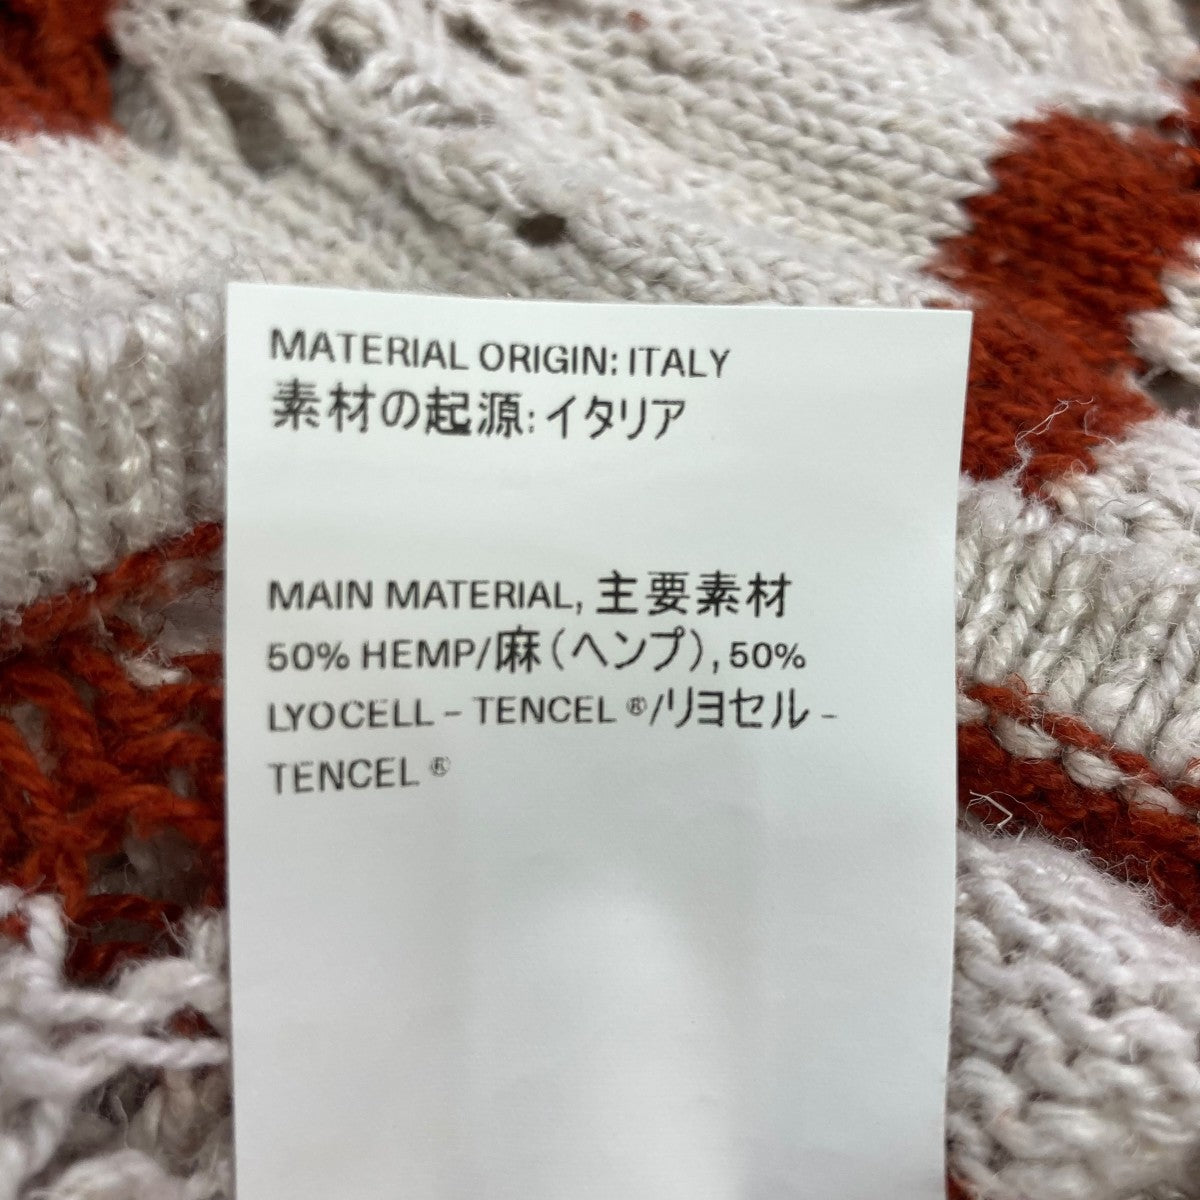 MATERIAL ORIGIN: ITALY
素材の起源: イタリア
MAIN MATERIAL, 主要素材
50% HEMP/麻（ヘンプ）, 50%
LYOCELL – TENCEL ®/リヨセル –
TENCEL ®